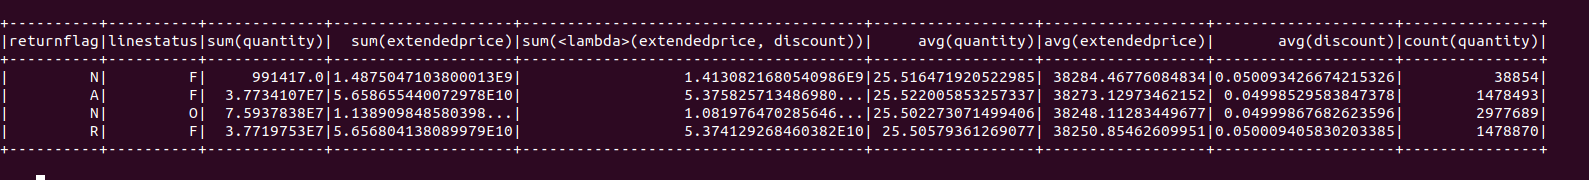 +----------+----------+-------------+--------------------+-------------------------------------+------------------+------------------+--------------------+---------------+
|returnflag|linestatus|sum(quantity)|  sum(extendedprice)|sum(<lambda>(extendedprice, discount))|     avg(quantity)|avg(extendedprice)|       avg(discount)|count(quantity)|
+----------+----------+-------------+--------------------+-------------------------------------+------------------+------------------+--------------------+---------------+
|         N|         F|     991417.0|1.4875047103800013E9|                  1.4130821680540986E9|25.516471920522985| 38284.46776084834|0.050093426674215326|          38854|
|         A|         F|  3.7734107E7|5.658655440072978E10|                  5.375825713486980...|25.522005853257337| 38273.12973462152| 0.04998529583847378|        1478493|
|         N|         O|  7.5937838E7|1.138909848580398...|                  1.081976470285646...|25.502273071499406| 38248.11283449677| 0.04999867682623596|        2977689|
|         R|         F|  3.7719753E7|5.656804138089979E10|                  5.374129268460382E10| 25.50579361269077| 38250.85462609951|0.050009405830203385|        1478870|
+----------+----------+-------------+--------------------+-------------------------------------+------------------+------------------+--------------------+---------------+